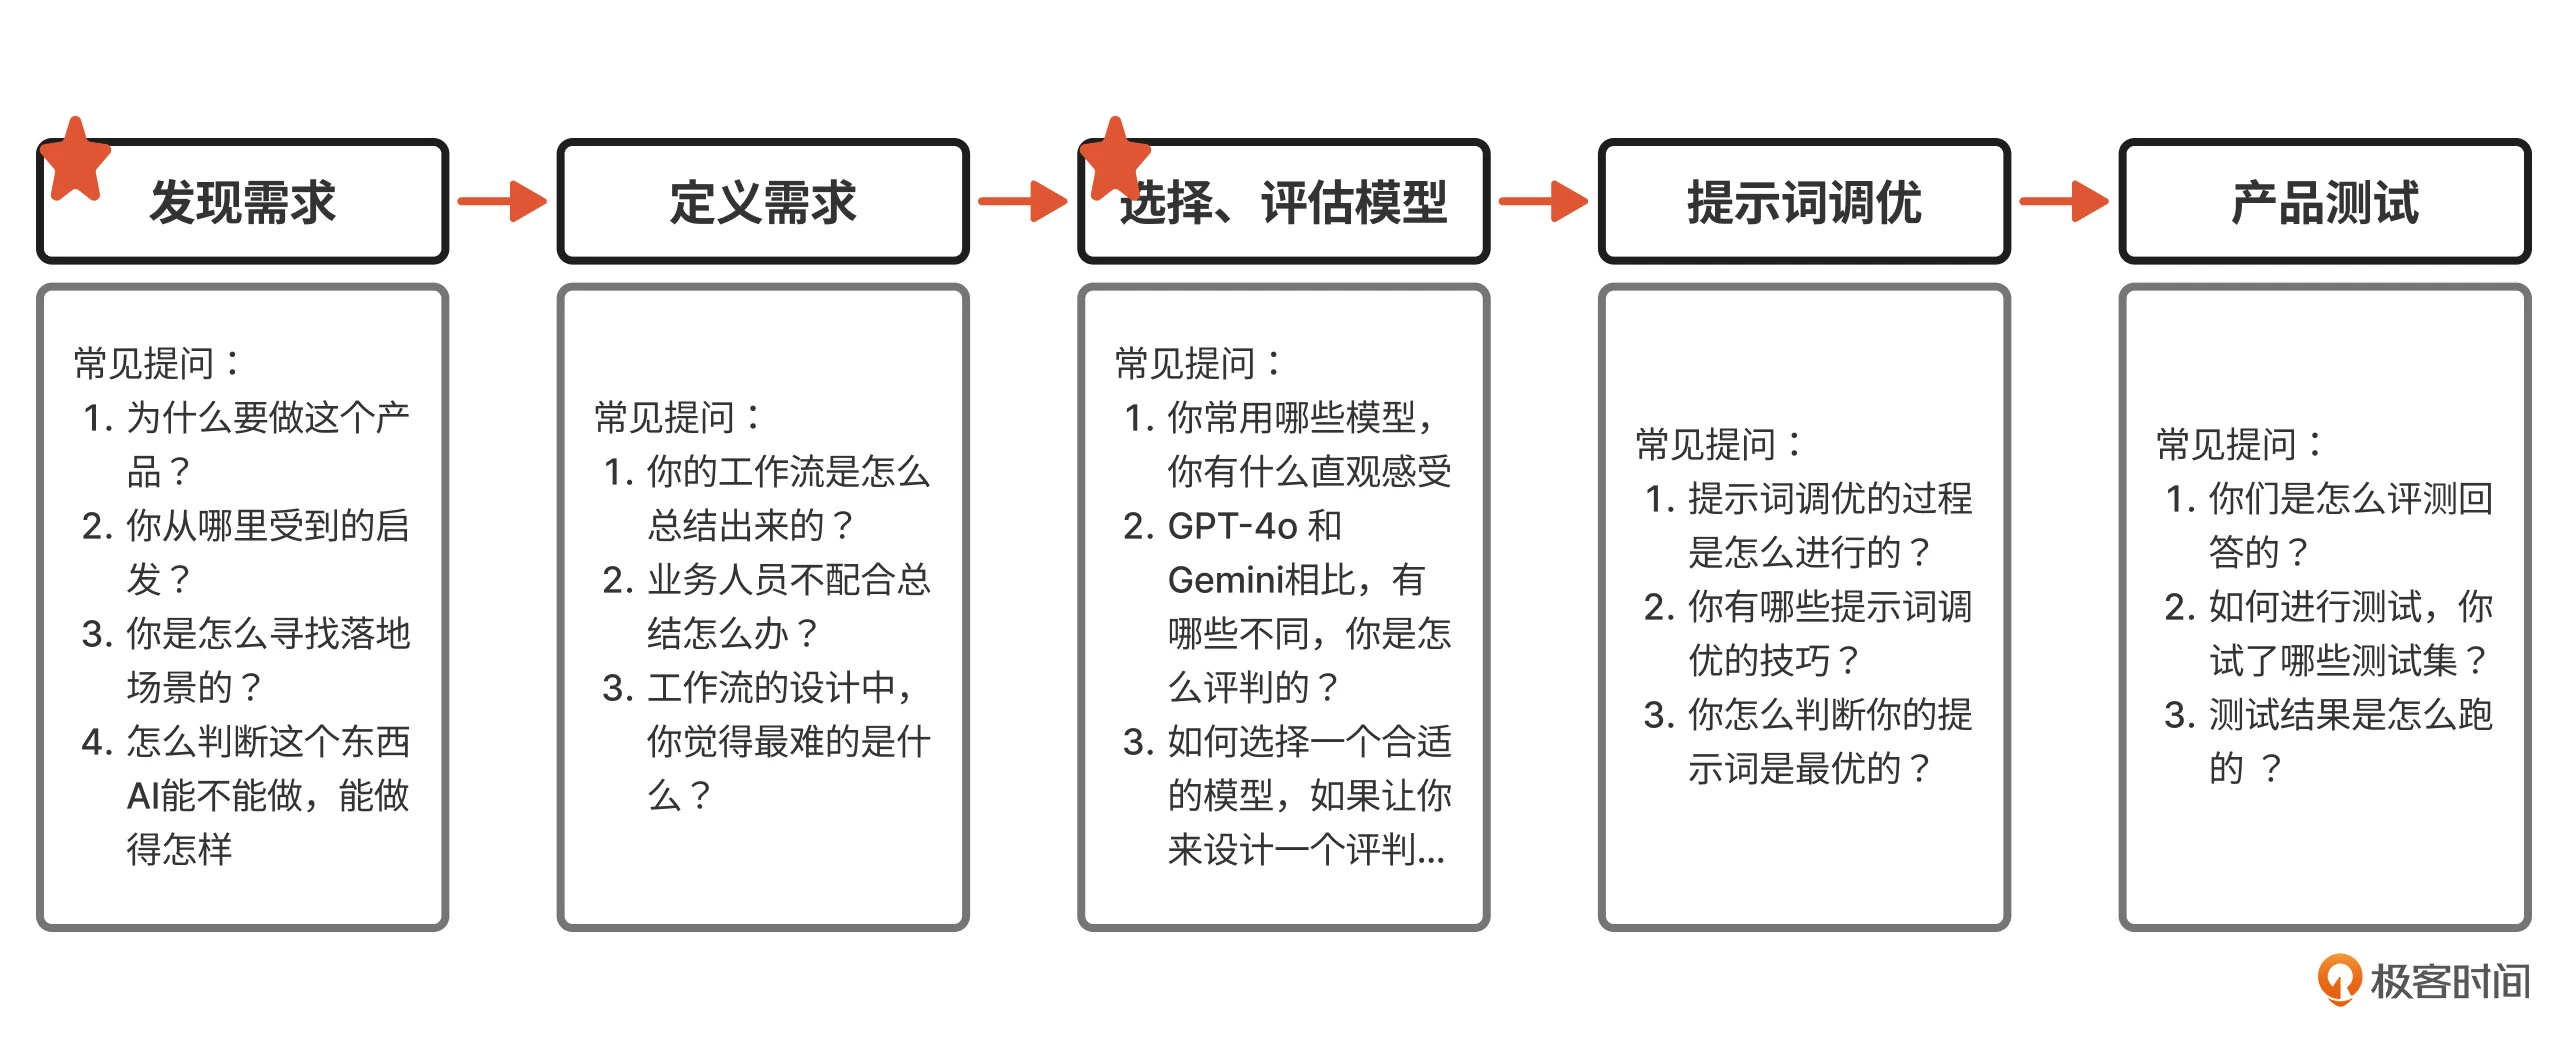 发现需求
定义需求
选择、评估模型
提示词调优
产品测试
常见提问：
1. 为什么要做这个产
品？
2. 你从哪里受到的启
发？
3. 你是怎么寻找落地
场景的？
4. 怎么判断这个东西
AI能不能做，能做
得怎样
常见提问：
1. 你的工作流是怎么
总结出来的？
2. 业务人员不配合总
结怎么办？
3. 工作流的设计中，
你觉得最难的是什
么？
常见提问：
1. 你常用哪些模型，
你有什么直观感受
2. GPT-4o 和
Gemini相比，有
哪些不同，你是怎
么评判的？
3. 如何选择一个合适
的模型，如果让你
来设计一个评判...
常见提问：
1. 提示词调优的过程
是怎么进行的？
2. 你有哪些提示词调
优的技巧？
3. 你怎么判断你的提
示词是最优的？
常见提问：
1. 你们是怎么评测回
答的？
2. 如何进行测试，你
试了哪些测试集？
3. 测试结果是怎么跑
的 ？
极客时间